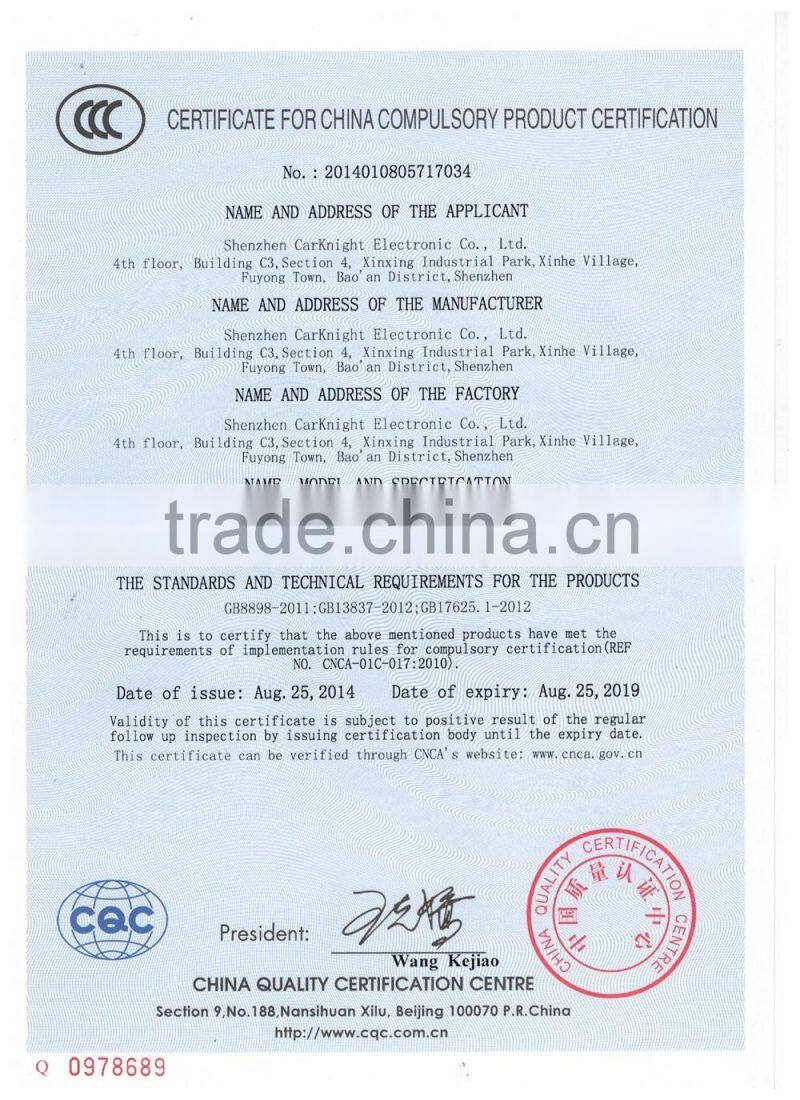 CERTIFICATE FOR CHINA COMPULSORY PRODUCT CERTIFICATION
No. : 2014010805717034
NAME AND ADDRESS OF THE APPLICANT
Shenzhen CarKnight Electronic Co., Ltd.
4th floor, Building C3, Section 4, Xinxing Industrial Park, Xinhe Village,
Fuyong Town, Bao'an District, Shenzhen
NAME AND ADDRESS OF THE MANUFACTURER
Shenzhen CarKnight Electronic Co., Ltd.
4th floor, Building C3, Section 4, Xinxing Industrial Park, Xinhe Village,
Fuyong Town, Bao'an District, Shenzhen
NAME AND ADDRESS OF THE FACTORY
Shenzhen CarKnight Electronic Co., Ltd.
4th floor, Building C3, Section 4, Xinxing Industrial Park, Xinhe Village,
Fuyong Town, Bao'an District, Shenzhen
NAME, MODEL AND SPECIFICATION
trade.china.cn
THE STANDARDS AND TECHNICAL REQUIREMENTS FOR THE PRODUCTS
GB8898-2011;GB13837-2012;GB17625.1-2012
This is to certify that the above mentioned products have met the
requirements of implementation rules for compulsory certification(REF
NO. CNCA-01C-017:2010).
Date of issue: Aug. 25, 2014 Date of expiry: Aug. 25, 2019
Validity of this certificate is subject to positive result of the regular
follow up inspection by issuing certification body until the expiry date.
This certificate can be verified through CNCA's website: www.cnca.gov.cn
CHINA QUALITY CERTIFICATION CENTRE
中国质量认证中心
CQC
President:
Wang Kejiao
CHINA QUALITY CERTIFICATION CENTRE
Section 9, No.188, Nansihuan Xilu, Beijing 100070 P.R.China
http://www.cqc.com.cn
Q 0978689